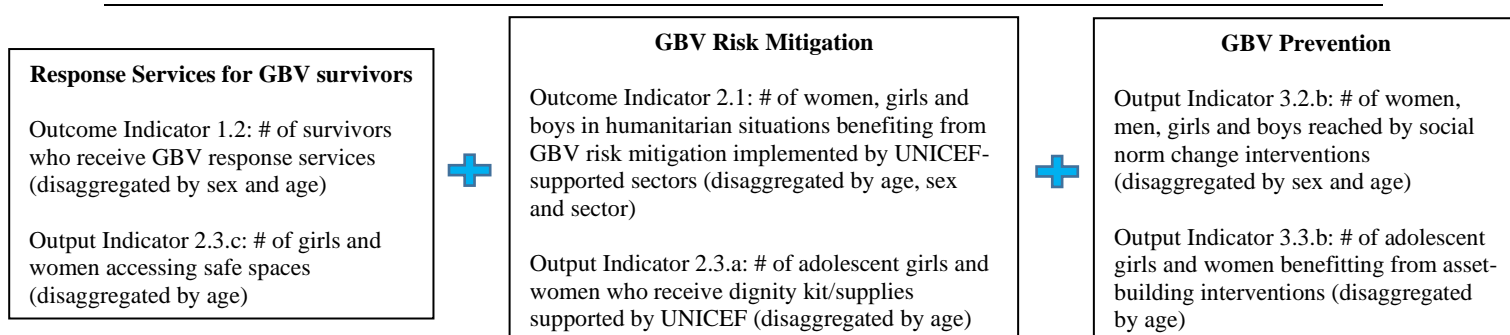 Response Services for GBV survivors
Outcome Indicator 1.2: # of survivors
who receive GBV response services
(disaggregated by sex and age)
Output Indicator 2.3.c: # of girls and
women accessing safe spaces
(disaggregated by age)
GBV Risk Mitigation
Outcome Indicator 2.1: # of women, girls and
boys in humanitarian situations benefiting from
GBV risk mitigation implemented by UNICEF-
supported sectors (disaggregated by age, sex
and sector)
Output Indicator 2.3.a: # of adolescent girls and
women who receive dignity kit/supplies
supported by UNICEF (disaggregated by age)
GBV Prevention
Output Indicator 3.2.b: # of women,
men, girls and boys reached by social
norm change interventions
(disaggregated by sex and age)
Output Indicator 3.3.b: # of adolescent
girls and women benefitting from asset-
building interventions (disaggregated
by age)